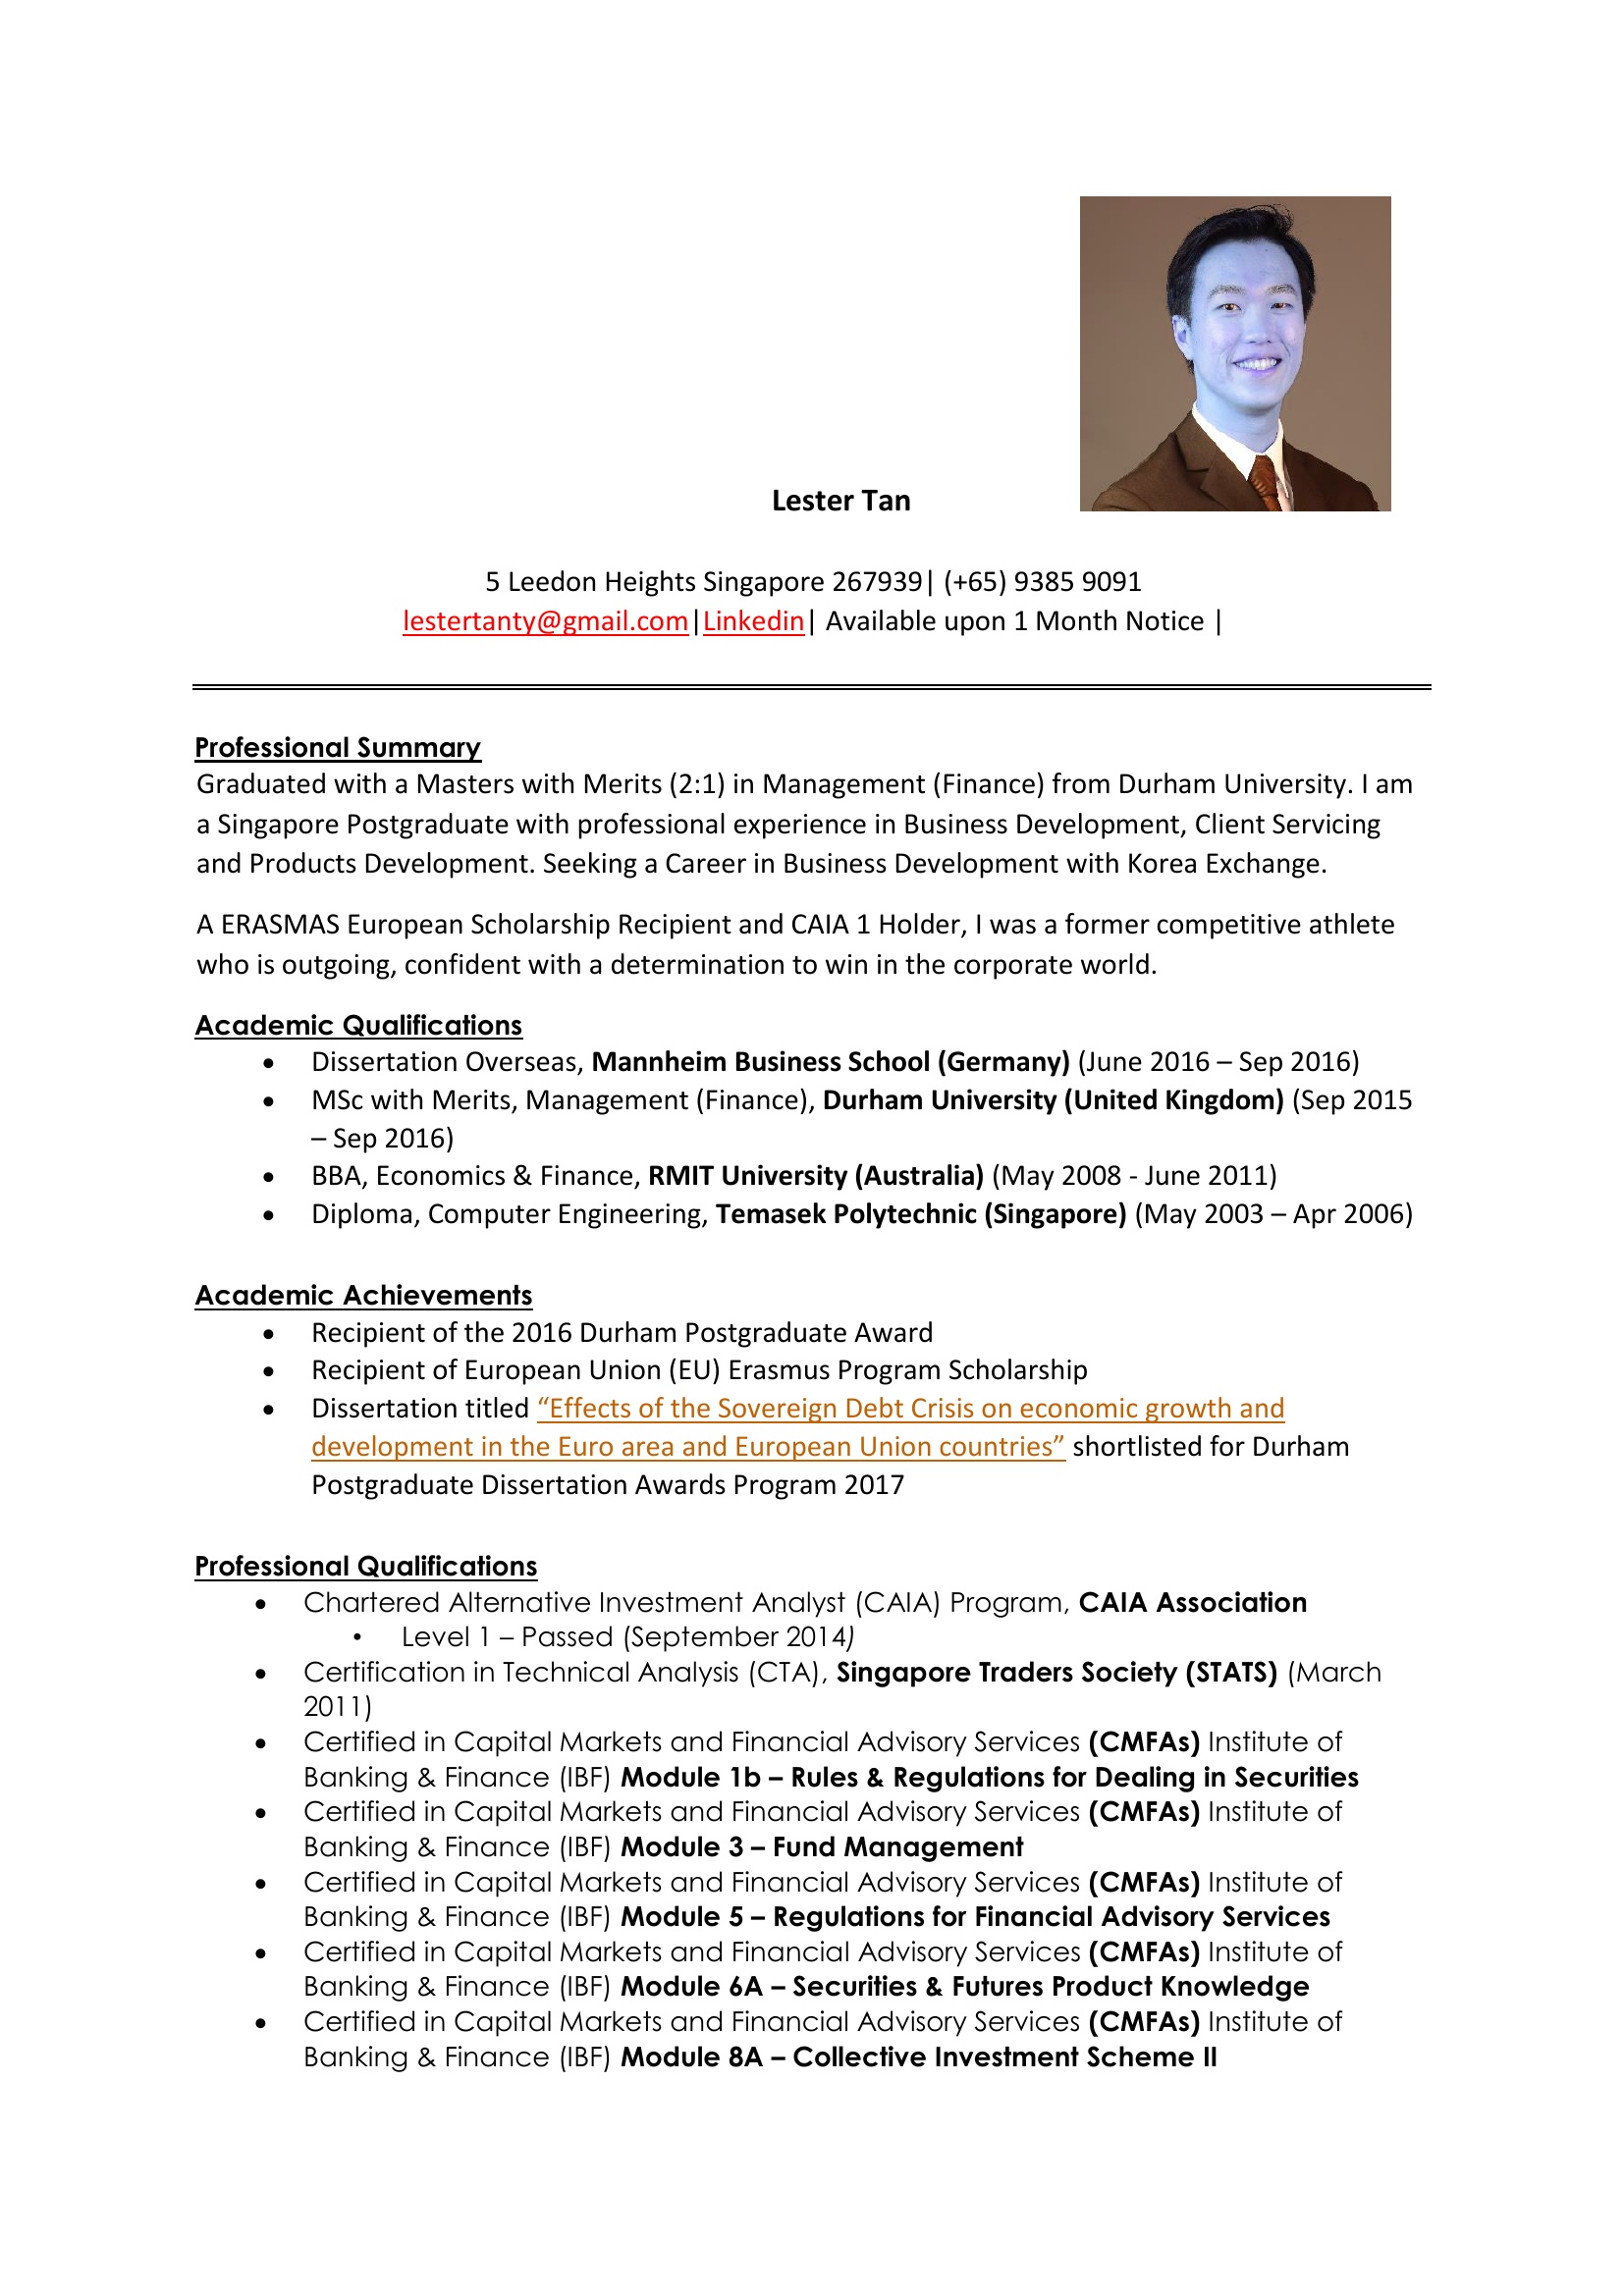 Lester Tan
5 Leedon Heights Singapore 267939| (+65) 9385 9091
lestertanty@gmail.com|Linkedin| Available upon 1 Month Notice |
Professional Summary
Graduated with a Masters with Merits (2:1) in Management (Finance) from Durham University. I am
a Singapore Postgraduate with professional experience in Business Development, Client Servicing
and Products Development. Seeking a Career in Business Development with Korea Exchange.
A ERASMAS European Scholarship Recipient and CAIA 1 Holder, I was a former competitive athlete
who is outgoing, confident with a determination to win in the corporate world.
Academic Qualifications
• Dissertation Overseas, Mannheim Business School (Germany) (June 2016 – Sep 2016)
• MSc with Merits, Management (Finance), Durham University (United Kingdom) (Sep 2015
– Sep 2016)
• BBA, Economics & Finance, RMIT University (Australia) (May 2008 - June 2011)
• Diploma, Computer Engineering, Temasek Polytechnic (Singapore) (May 2003 – Apr 2006)
Academic Achievements
• Recipient of the 2016 Durham Postgraduate Award
• Recipient of European Union (EU) Erasmus Program Scholarship
• Dissertation titled “Effects of the Sovereign Debt Crisis on economic growth and
development in the Euro area and European Union countries” shortlisted for Durham
Postgraduate Dissertation Awards Program 2017
Professional Qualifications
• Chartered Alternative Investment Analyst (CAIA) Program, CAIA Association
• Level 1 – Passed (September 2014)
• Certification in Technical Analysis (CTA), Singapore Traders Society (STATS) (March
2011)
• Certified in Capital Markets and Financial Advisory Services (CMFAs) Institute of
Banking & Finance (IBF) Module 1b – Rules & Regulations for Dealing in Securities
• Certified in Capital Markets and Financial Advisory Services (CMFAs) Institute of
Banking & Finance (IBF) Module 3 – Fund Management
• Certified in Capital Markets and Financial Advisory Services (CMFAs) Institute of
Banking & Finance (IBF) Module 5 – Regulations for Financial Advisory Services
• Certified in Capital Markets and Financial Advisory Services (CMFAs) Institute of
Banking & Finance (IBF) Module 6A – Securities & Futures Product Knowledge
• Certified in Capital Markets and Financial Advisory Services (CMFAs) Institute of
Banking & Finance (IBF) Module 8A – Collective Investment Scheme II